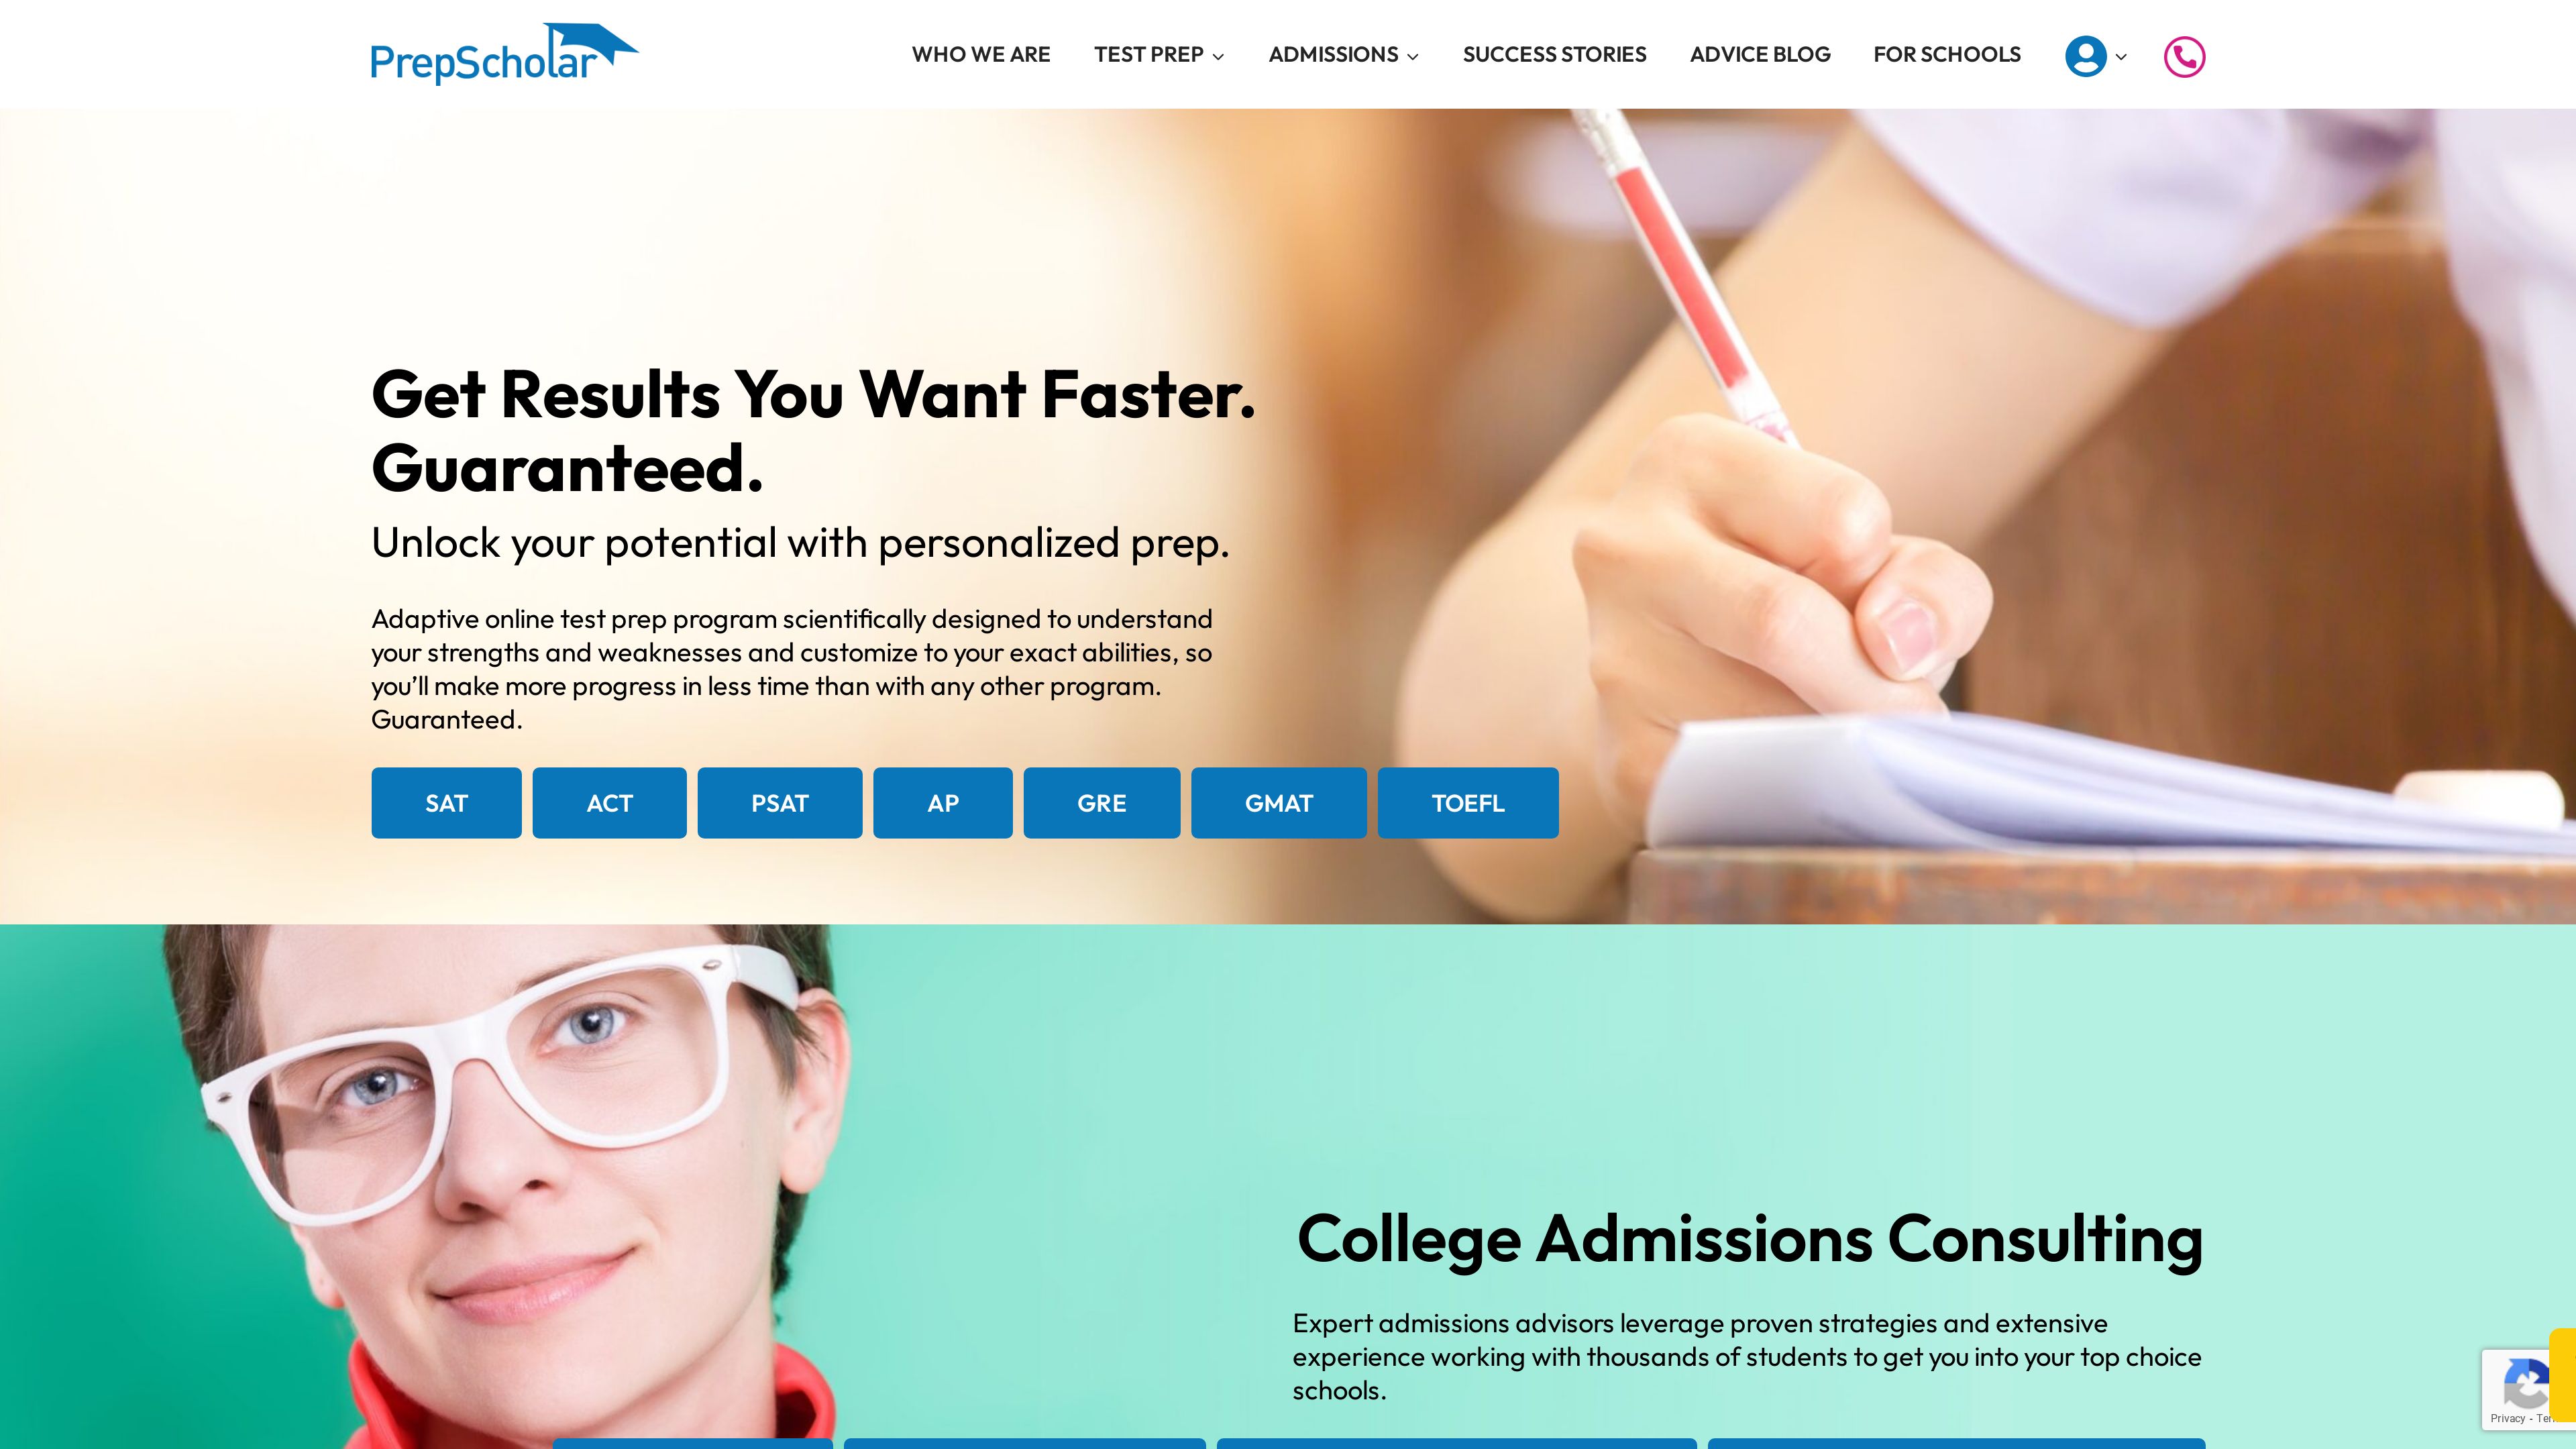 PrepScholar
WHO WE ARE
TEST PREP
ADMISSIONS
SUCCESS STORIES
ADVICE BLOG
FOR SCHOOLS
Get Results You Want Faster.
Guaranteed.
Unlock your potential with personalized prep.
Adaptive online test prep program scientifically designed to understand
your strengths and weaknesses and customize to your exact abilities, so
you’ll make more progress in less time than with any other program.
Guaranteed.
SAT
ACT
PSAT
AP
GRE
GMAT
TOEFL
College Admissions Consulting
Expert admissions advisors leverage proven strategies and extensive
experience working with thousands of students to get you into your top choice
schools.
Privacy -